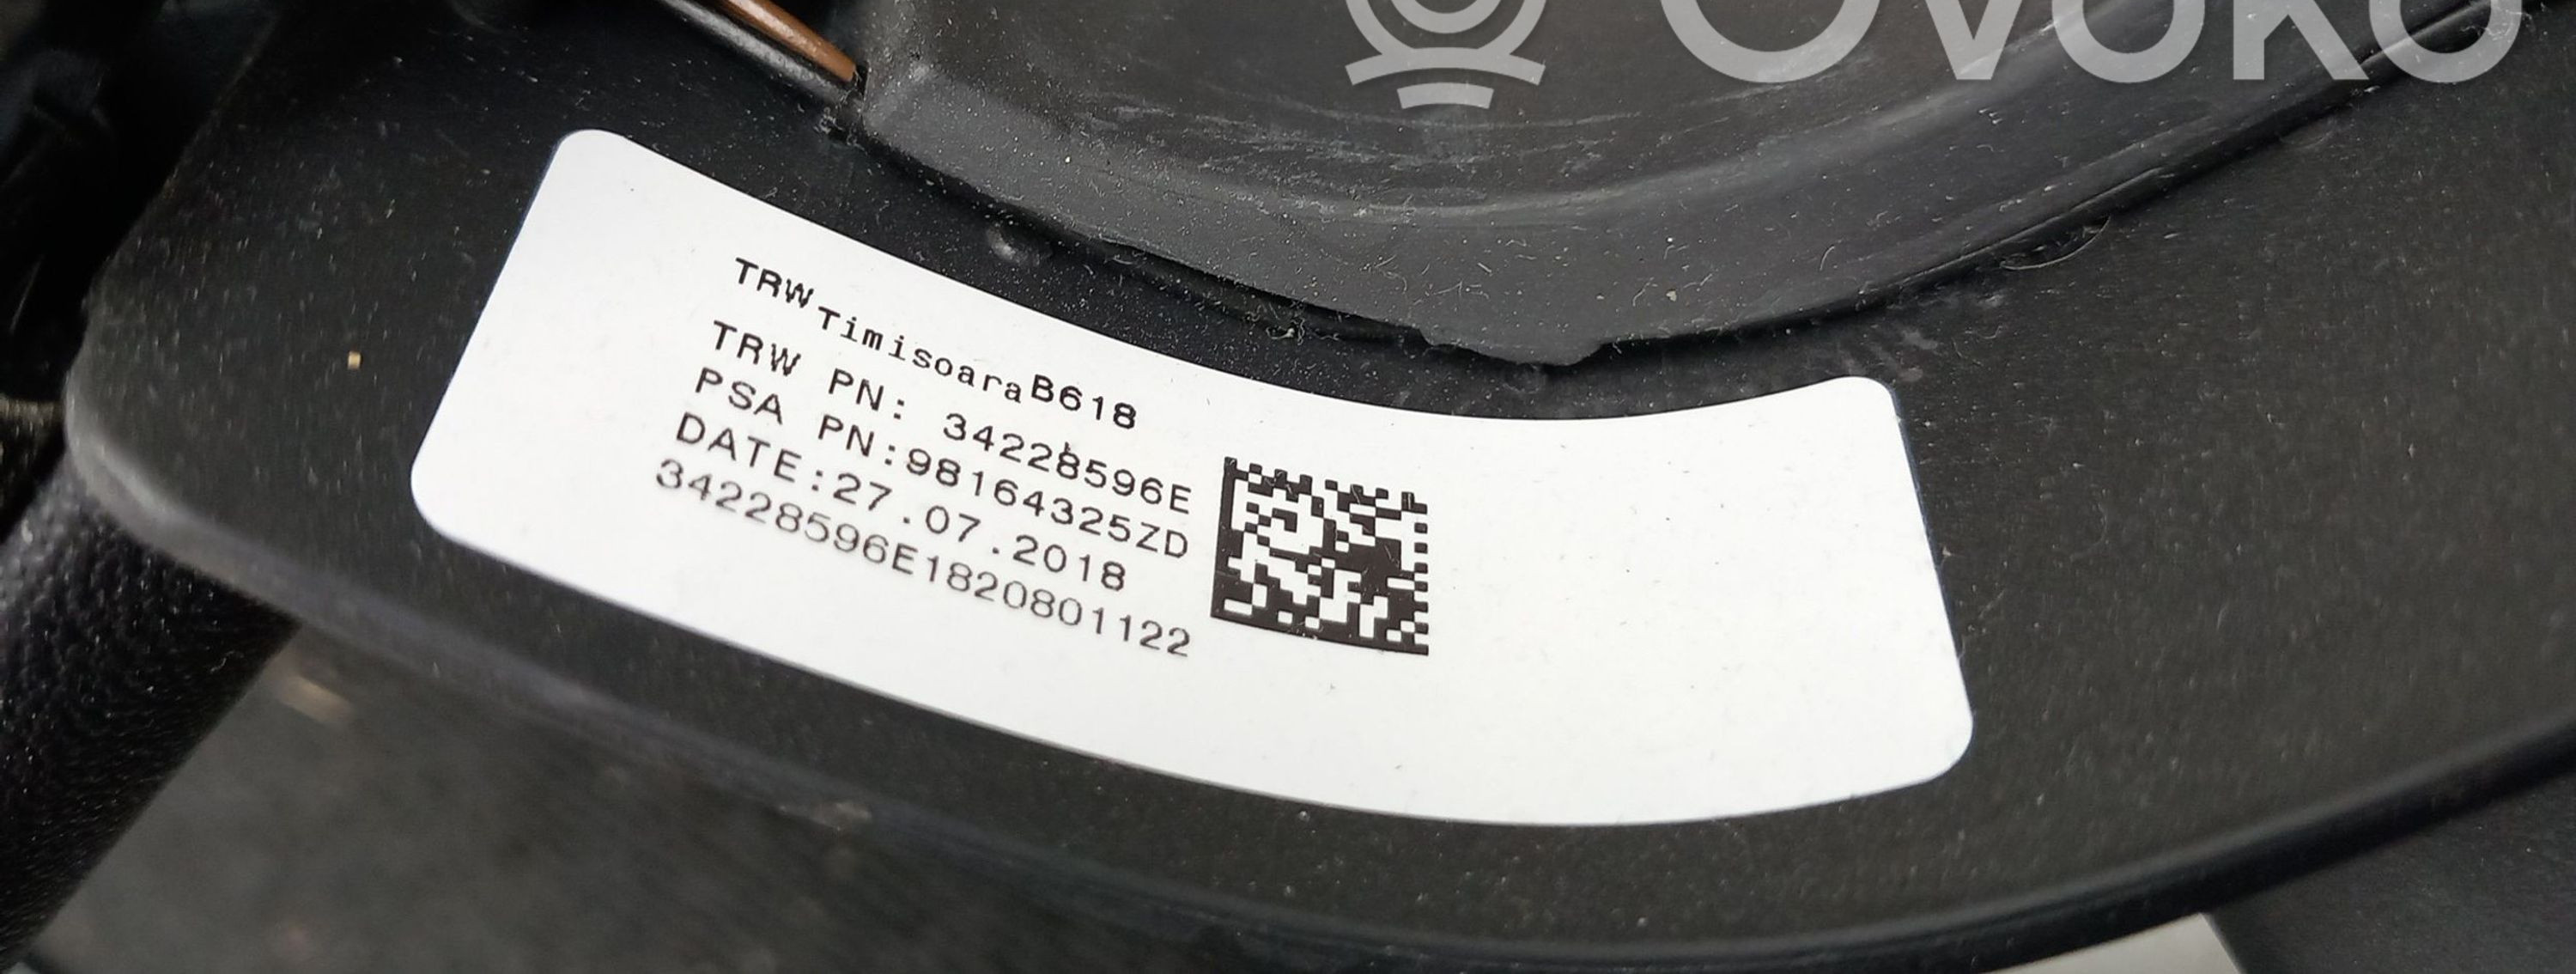 OVOKO
TRW Timisoara B618
TRW PN: 34228596E
PSA PN:98164325ZD
DATE:27.07.2018
34228596E1820801122